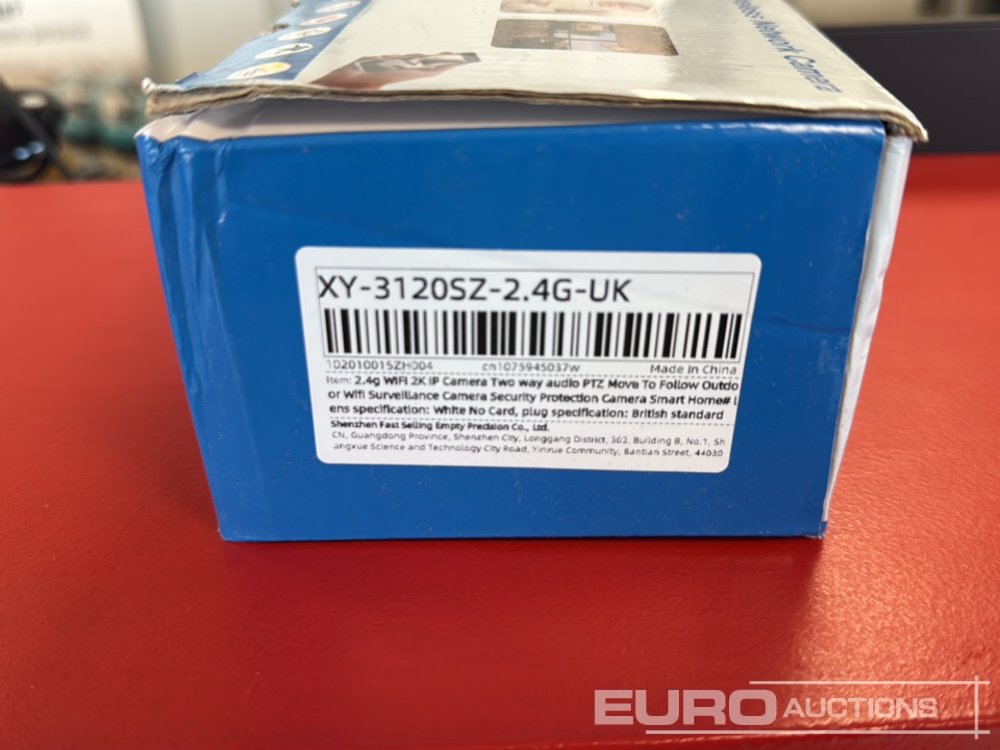 Network Camera
XY-3120SZ-2.4G-UK
102010015ZH004 cn1075945037w Made In China
Item: 2.4g WIFI 2K IP Camera Two way audio PTZ Move To Follow Outdo
or Wifi Surveillance Camera Security Protection Camera Smart Home# L
ens specification: White No Card, plug specification: British standard
Shenzhen Fast Selling Empty Precision Co., Ltd.
CN, Guangdong Province, Shenzhen City, Longgang District, 302, Building B, No.1, Sh
angxue Science and Technology City Road, Yinxue Community, Bantian Street, 44030
EURO AUCTIONS